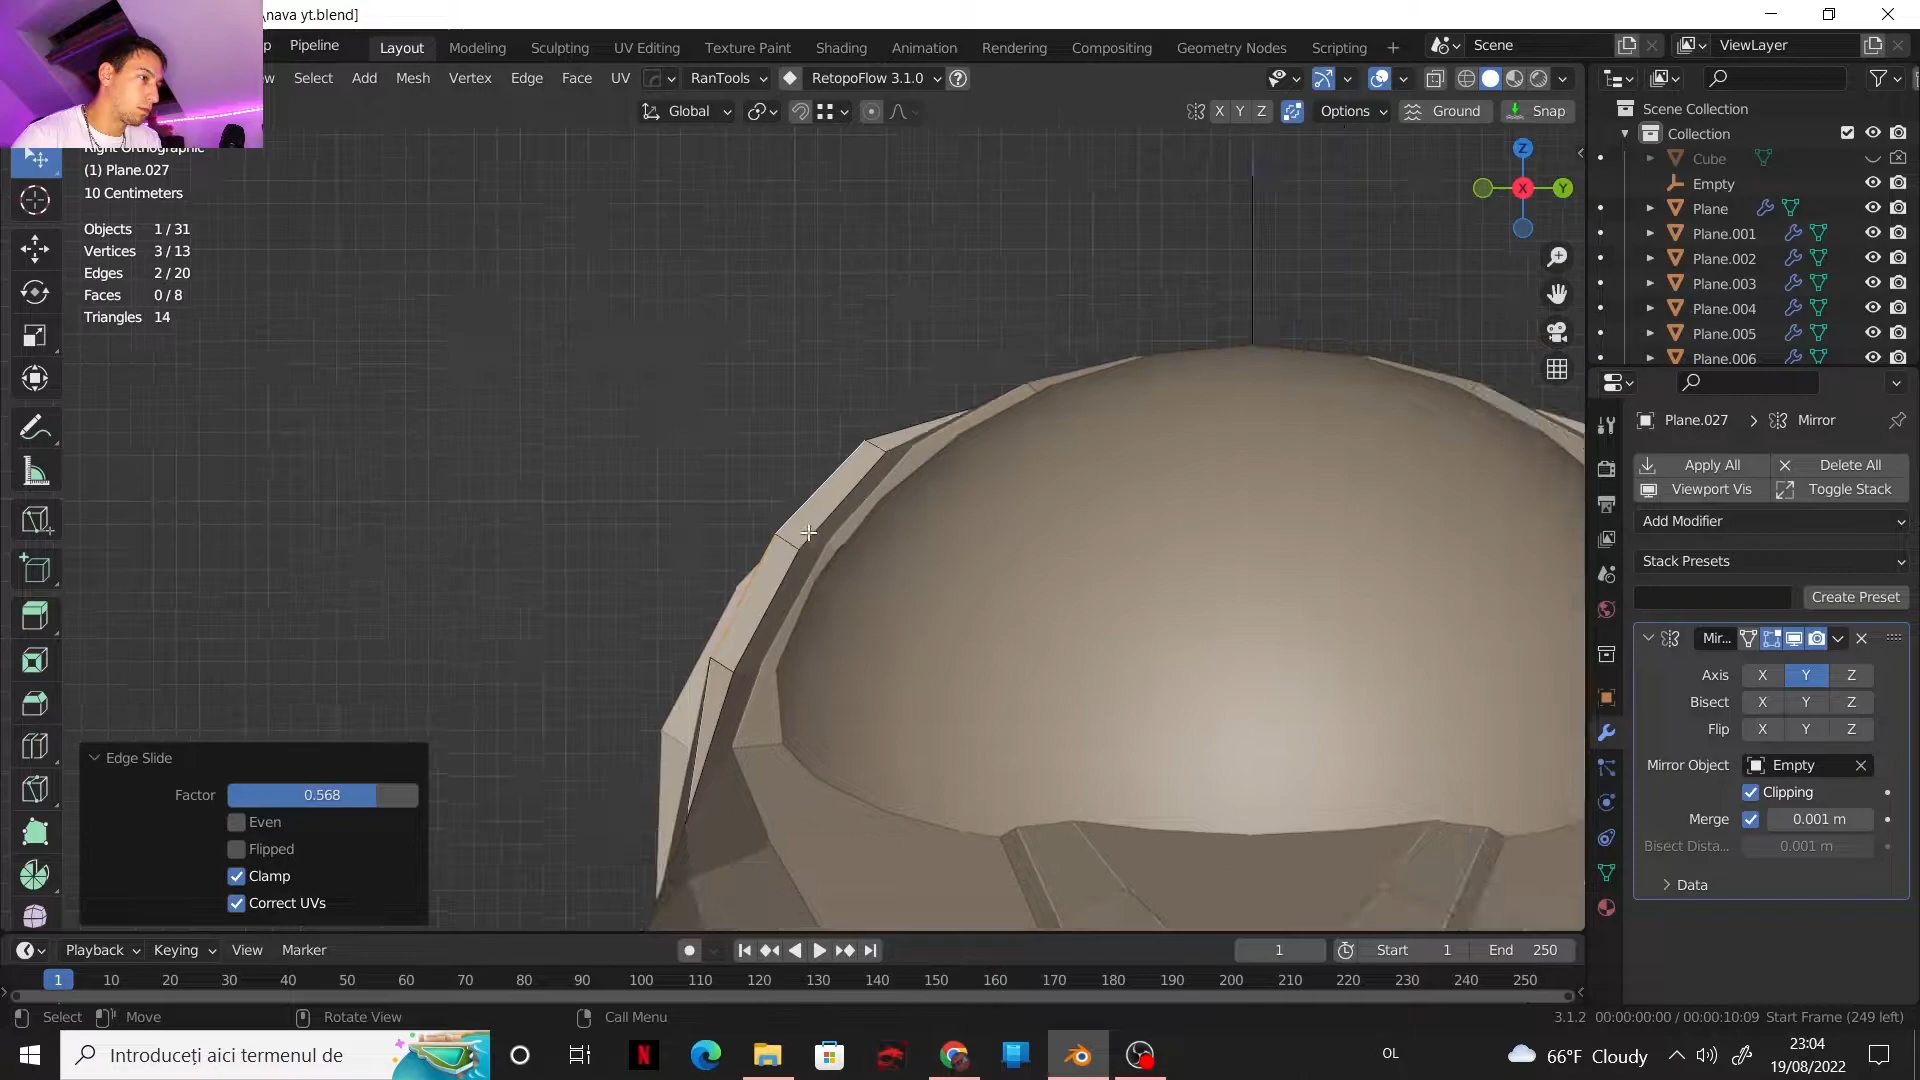 \nava yt.blend]
Pipeline
Layout
Modeling
Sculpting
UV Editing
Texture Paint
Shading
Animation
Rendering
Compositing
Geometry Nodes
Scripting
Scene
ViewLayer
Select
Add
Mesh
Vertex
Edge
Face
UV
RanTools
RetopoFlow 3.1.0
Global
X Y Z
Options
Ground
Snap
Right Orthographic
(1) Plane.027
10 Centimeters
Objects 1 / 31
Vertices 3 / 13
Edges 2 / 20
Faces 0 / 8
Triangles 14
Z
X
Y
Scene Collection
Collection
Cube
Empty
Plane
Plane.001
Plane.002
Plane.003
Plane.004
Plane.005
Plane.006
Plane.027 > Mirror
Apply All
Delete All
Viewport Vis
Toggle Stack
Add Modifier
Stack Presets
Create Preset
Mir...
Axis X Y Z
Bisect X Y Z
Flip X Y Z
Mirror Object Empty
Clipping
Merge 0.001 m
Bisect Dista... 0.001 m
Data
Edge Slide
Factor 0.568
Even
Flipped
Clamp
Correct UVs
Playback
Keying
View
Marker
1
Start 1
End 250
1 10 20 30 40 50 60 70 80 90 100 110 120 130 140 150 160 170 180 190 200 210 220 230 240 250
Select
Move
Rotate View
Call Menu
3.1.2 00:00:00:00 / 00:00:10:09 Start Frame (249 left)
Introduceți aici termenul de
OL
66°F Cloudy
23:04
19/08/2022